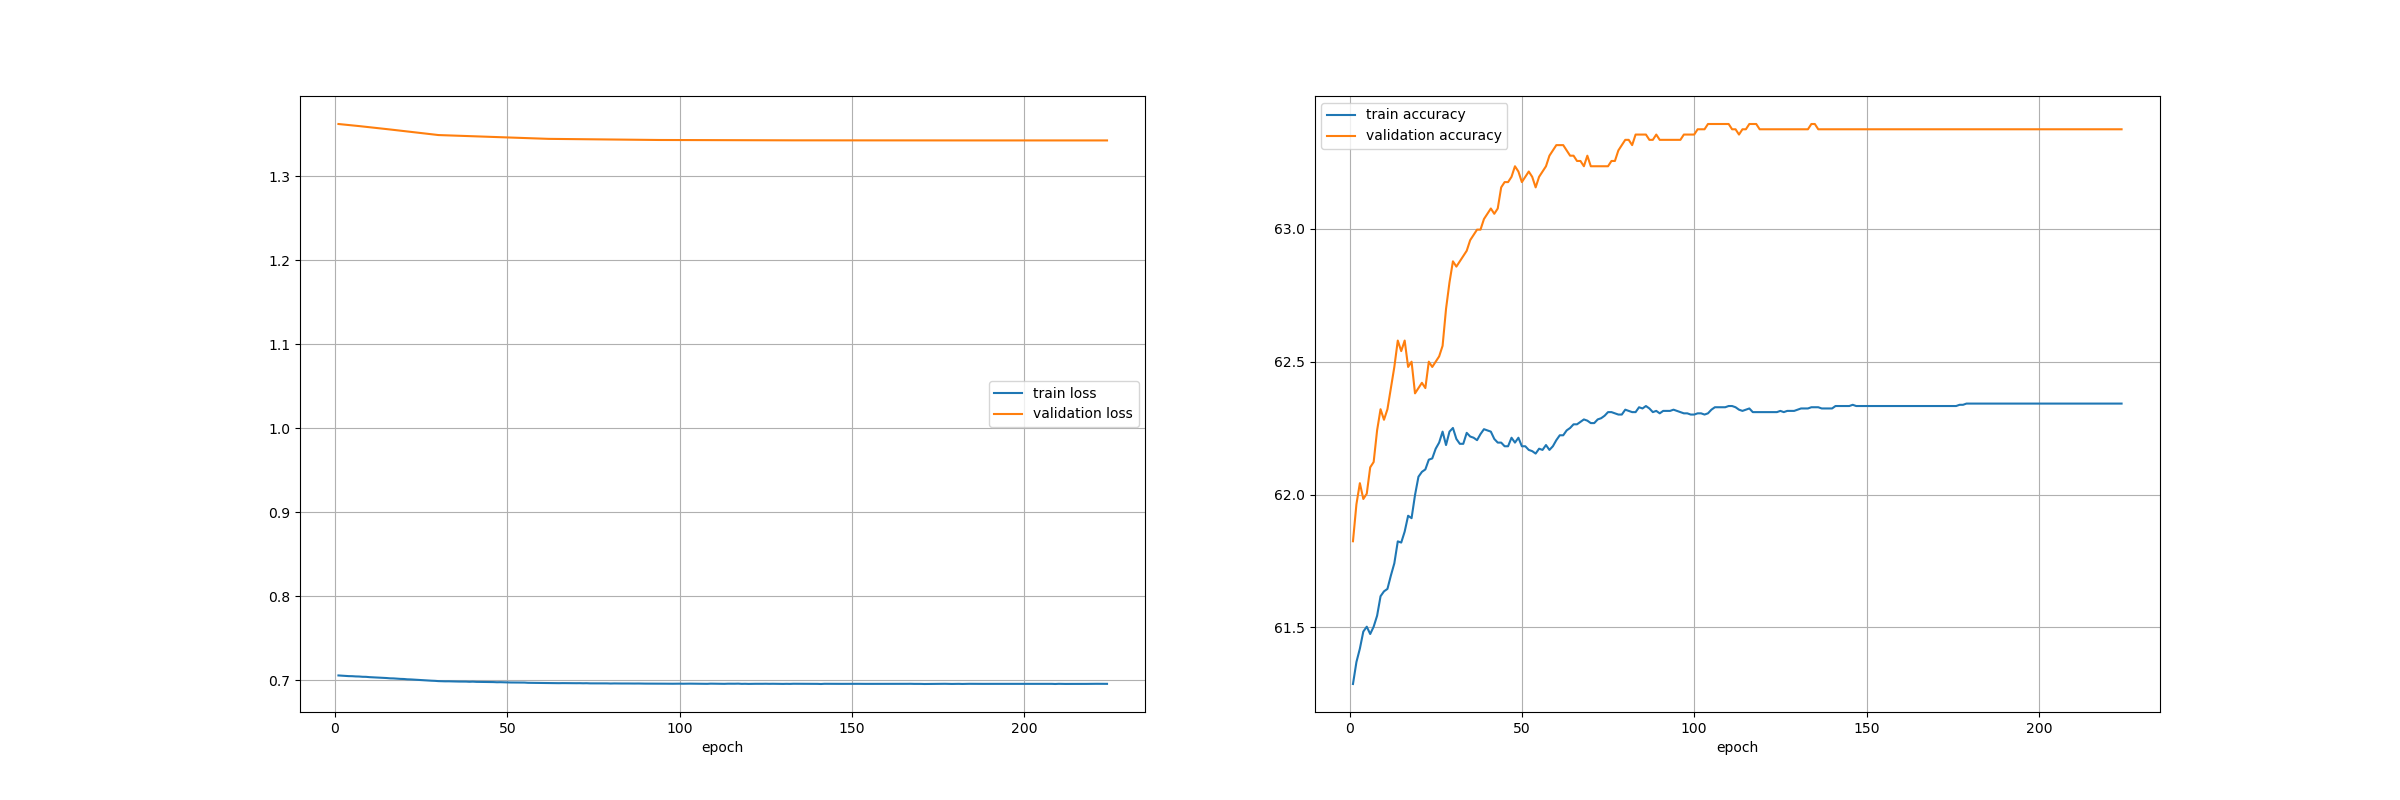 1.3
1.2
1.1
1.0
0.9
0.8
0.7
0 50 100 150 200
epoch
train loss
validation loss
63.0
62.5
62.0
61.5
0 50 100 150 200
epoch
train accuracy
validation accuracy